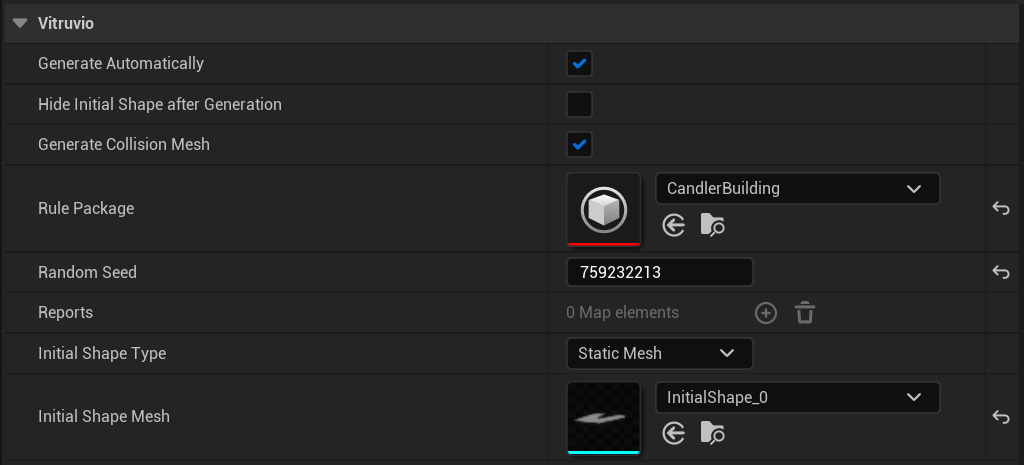 Vitruvio
Generate Automatically
Hide Initial Shape after Generation
Generate Collision Mesh
Rule Package
CandlerBuilding
Random Seed
759232213
Reports
0 Map elements
Initial Shape Type
Static Mesh
Initial Shape Mesh
InitialShape_0